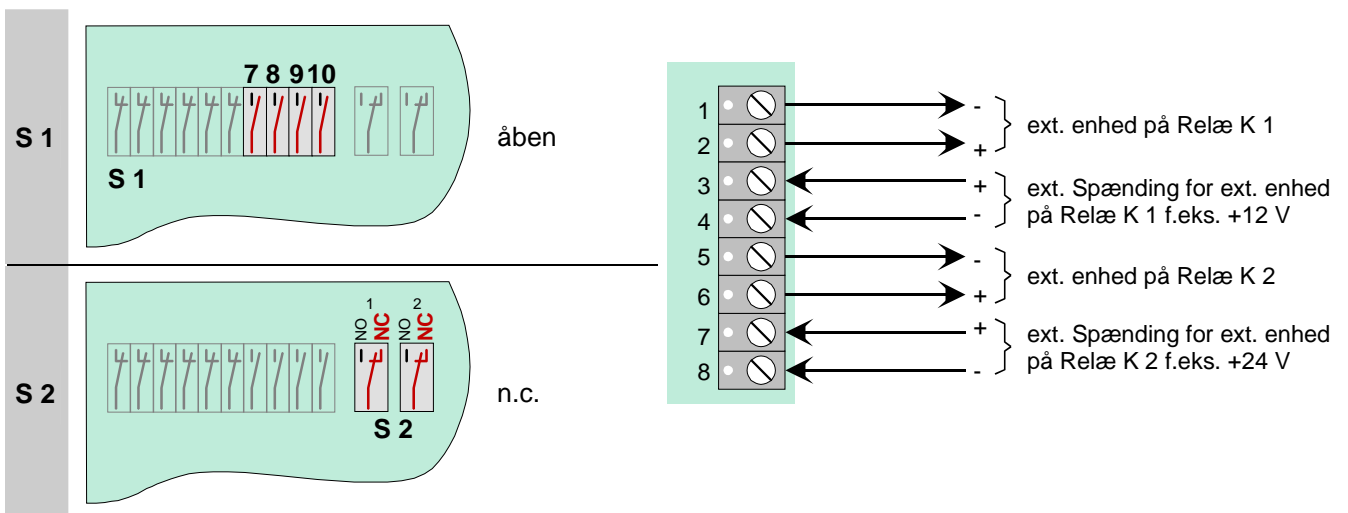 S 1
7 8 9 10
S 1
åben
S 2
1 2
NO NC NO NC
S 2
n.c.
1
-
2
+
ext. enhed på Relæ K 1
3
+
4
-
ext. Spænding for ext. enhed
på Relæ K 1 f.eks. +12 V
5
-
6
+
ext. enhed på Relæ K 2
7
+
8
-
ext. Spænding for ext. enhed
på Relæ K 2 f.eks. +24 V